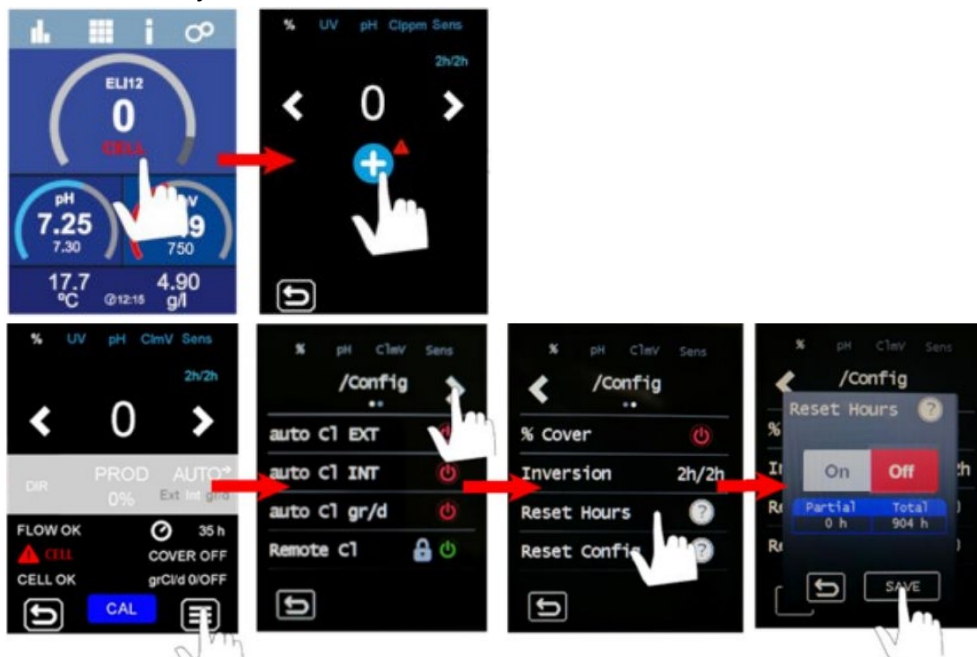 ELI12
0
CELL
pH
7.25
7.30
750
17.7
ºC
12:15
4.90
g/l
% UV pH Clppm Sens
2h/2h
0
% UV pH ClmV Sens
2h/2h
0
DIR
PROD
0%
AUTO
Ext Int gr/d
FLOW OK
35 h
CELL
COVER OFF
CELL OK
grCl/d 0/OFF
CAL
% pH ClmV Sens
/Config
auto Cl EXT
auto Cl INT
auto Cl gr/d
Remote Cl
% pH ClmV Sens
/Config
% Cover
Inversion 2h/2h
Reset Hours ?
Reset Config ?
% pH ClmV Sens
/Config
Reset Hours ?
On Off
Partial Total
0 h 904 h
SAVE